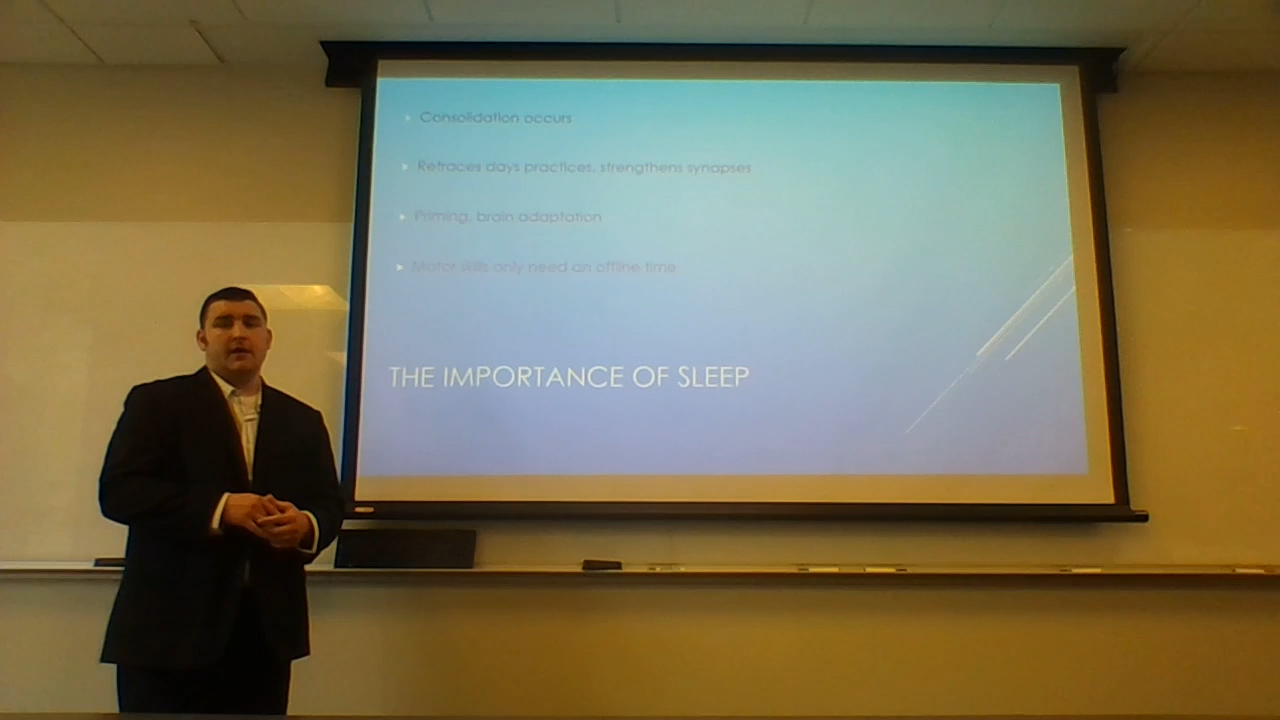 Consolidation occurs
Retraces days practices, strengthens synapses
Priming, brain adaptation
Motor skills only need an offline time
THE IMPORTANCE OF SLEEP